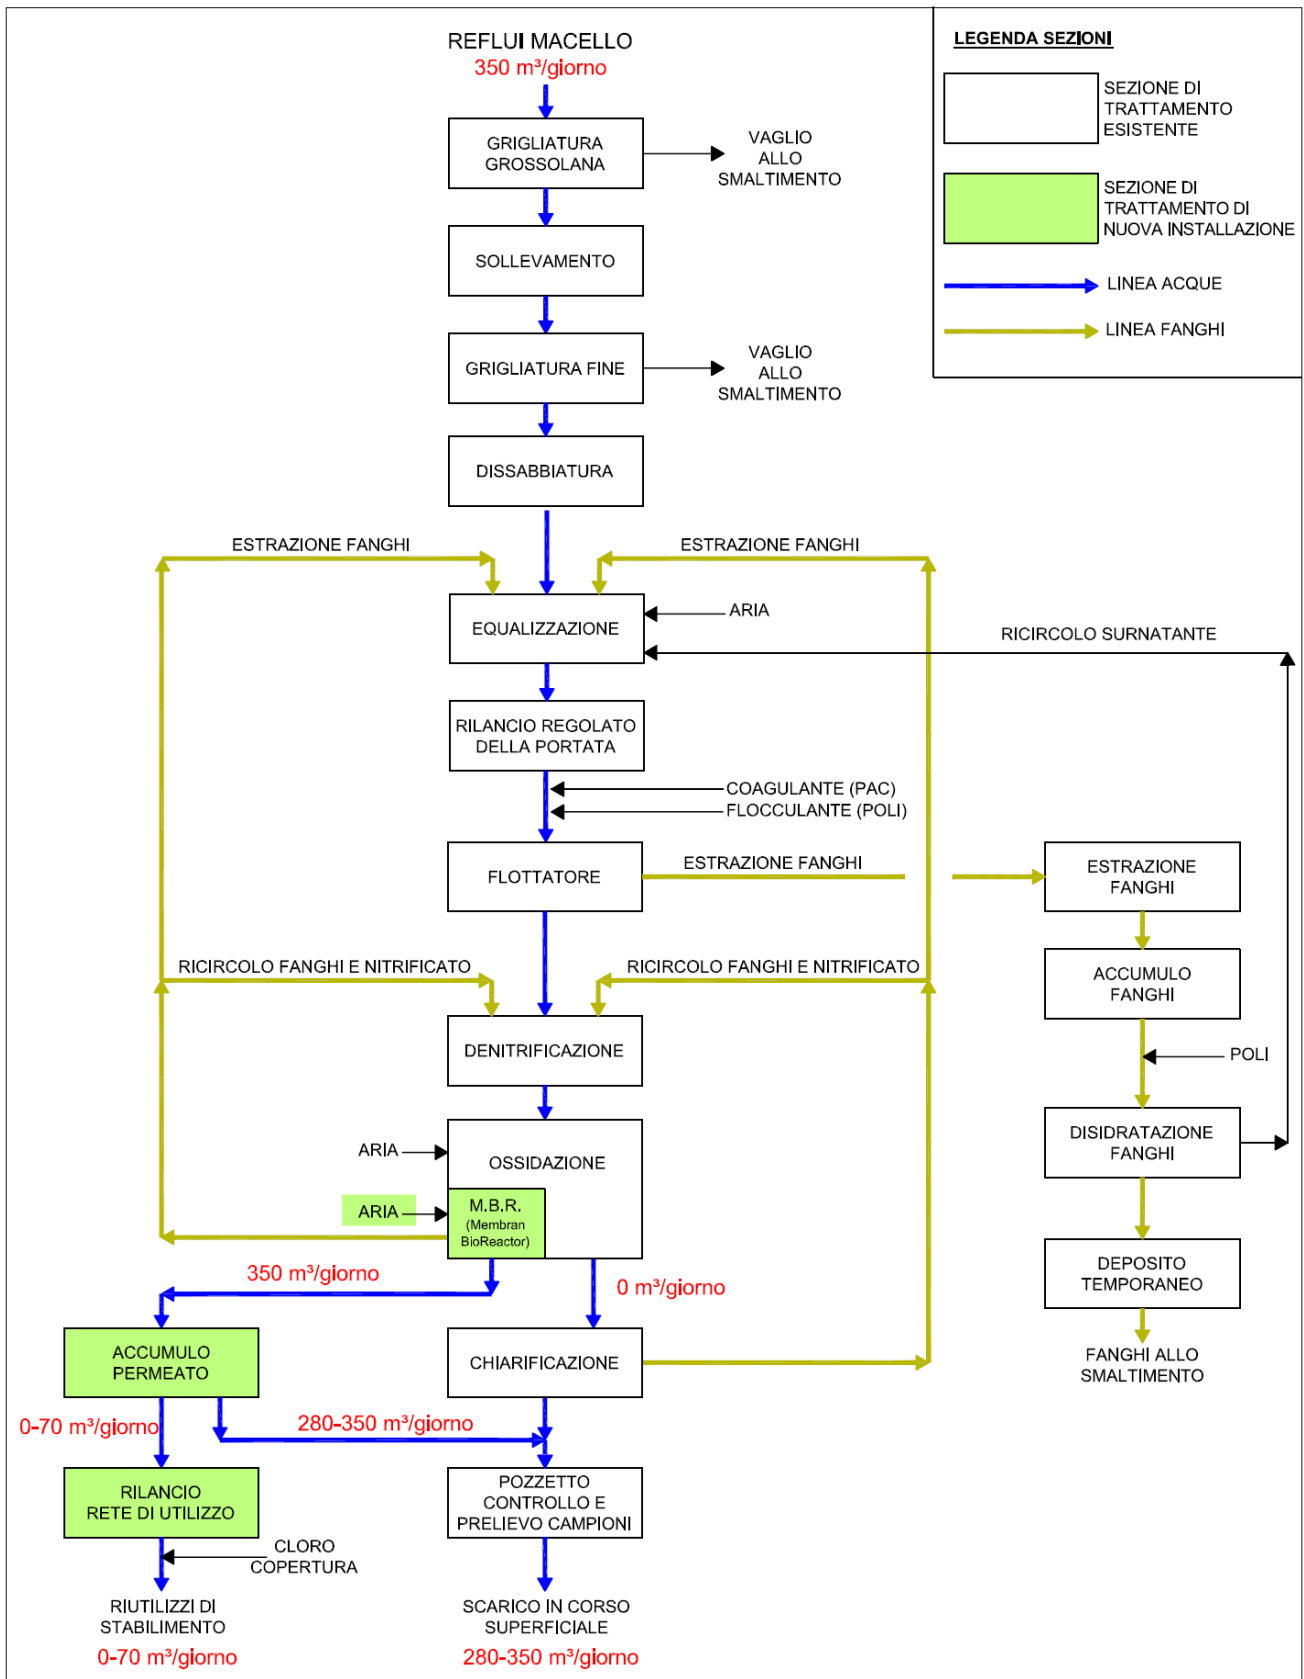 REFLUI MACELLO
350 m³/giorno
LEGENDA SEZIONI
SEZIONE DI
TRATTAMENTO
ESISTENTE
SEZIONE DI
TRATTAMENTO DI
NUOVA INSTALLAZIONE
LINEA ACQUE
LINEA FANGHI
GRIGLIATURA
GROSSOLANA
VAGLIO
ALLO
SMALTIMENTO
SOLLEVAMENTO
GRIGLIATURA FINE
VAGLIO
ALLO
SMALTIMENTO
DISSABBIATURA
ESTRAZIONE FANGHI
ESTRAZIONE FANGHI
EQUALIZZAZIONE
ARIA
RICIRCOLO SURNATANTE
RILANCIO REGOLATO
DELLA PORTATA
COAGULANTE (PAC)
FLOCCULANTE (POLI)
FLOTTATORE
ESTRAZIONE FANGHI
ESTRAZIONE
FANGHI
RICIRCOLO FANGHI E NITRIFICATO
RICIRCOLO FANGHI E NITRIFICATO
ACCUMULO
FANGHI
DENITRIFICAZIONE
POLI
ARIA
OSSIDAZIONE
DISIDRATAZIONE
FANGHI
ARIA
M.B.R.
(Membran
BioReactor)
350 m³/giorno
0 m³/giorno
DEPOSITO
TEMPORANEO
ACCUMULO
PERMEATO
CHIARIFICAZIONE
FANGHI ALLO
SMALTIMENTO
0-70 m³/giorno
280-350 m³/giorno
RILANCIO
RETE DI UTILIZZO
POZZETTO
CONTROLLO E
PRELIEVO CAMPIONI
CLORO
COPERTURA
RIUTILIZZI DI
STABILIMENTO
0-70 m³/giorno
SCARICO IN CORSO
SUPERFICIALE
280-350 m³/giorno